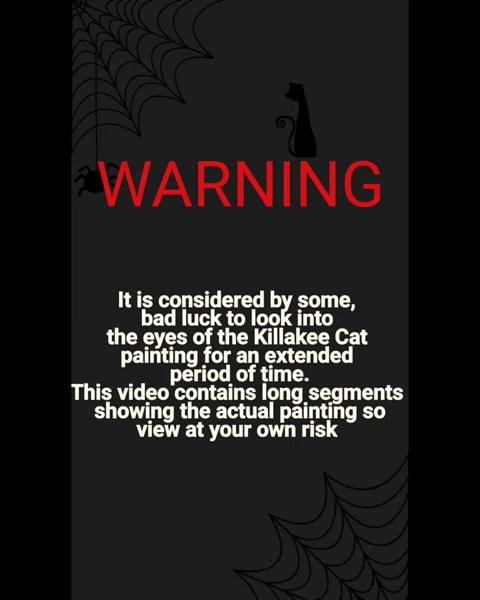 WARNING
It is considered by some,
bad luck to look into
the eyes of the Killakee Cat
painting for an extended
period of time.
This video contains long segments
showing the actual painting so
view at your own risk